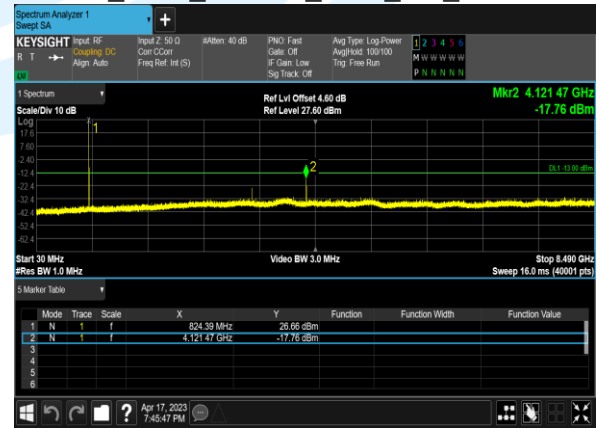 Spectrum Analyzer 1
Swept SA
+
KEYSIGHT Input: RF Input Z: 50 Ω #Atten: 40 dB PNO: Fast Avg Type: Log-Power 1 2 3 4 5 6
R T Coupling: DC Corr CCorr Gate: Off Avg|Hold: 100/100 M W W W W W
Align: Auto Freq Ref: Int (S) IF Gain: Low Trig: Free Run P N N N N N
Sig Track: Off
LU
1 Spectrum Ref Lvl Offset 4.60 dB Mkr2 4.121 47 GHz
Scale/Div 10 dB Ref Level 27.60 dBm -17.76 dBm
Log
17.6
7.60
-2.40
-12.4
-22.4
-32.4
-42.4
-52.4
-62.4
1
2
DL1 -13.00 dBm
Start 30 MHz Video BW 3.0 MHz Stop 8.490 GHz
#Res BW 1.0 MHz Sweep 16.0 ms (40001 pts)
5 Marker Table
Mode Trace Scale X Y Function Function Width Function Value
1 N 1 f 824.39 MHz 26.66 dBm
2 N 1 f 4.121 47 GHz -17.76 dBm
3
4
5
6
? Apr 17, 2023
7:45:47 PM